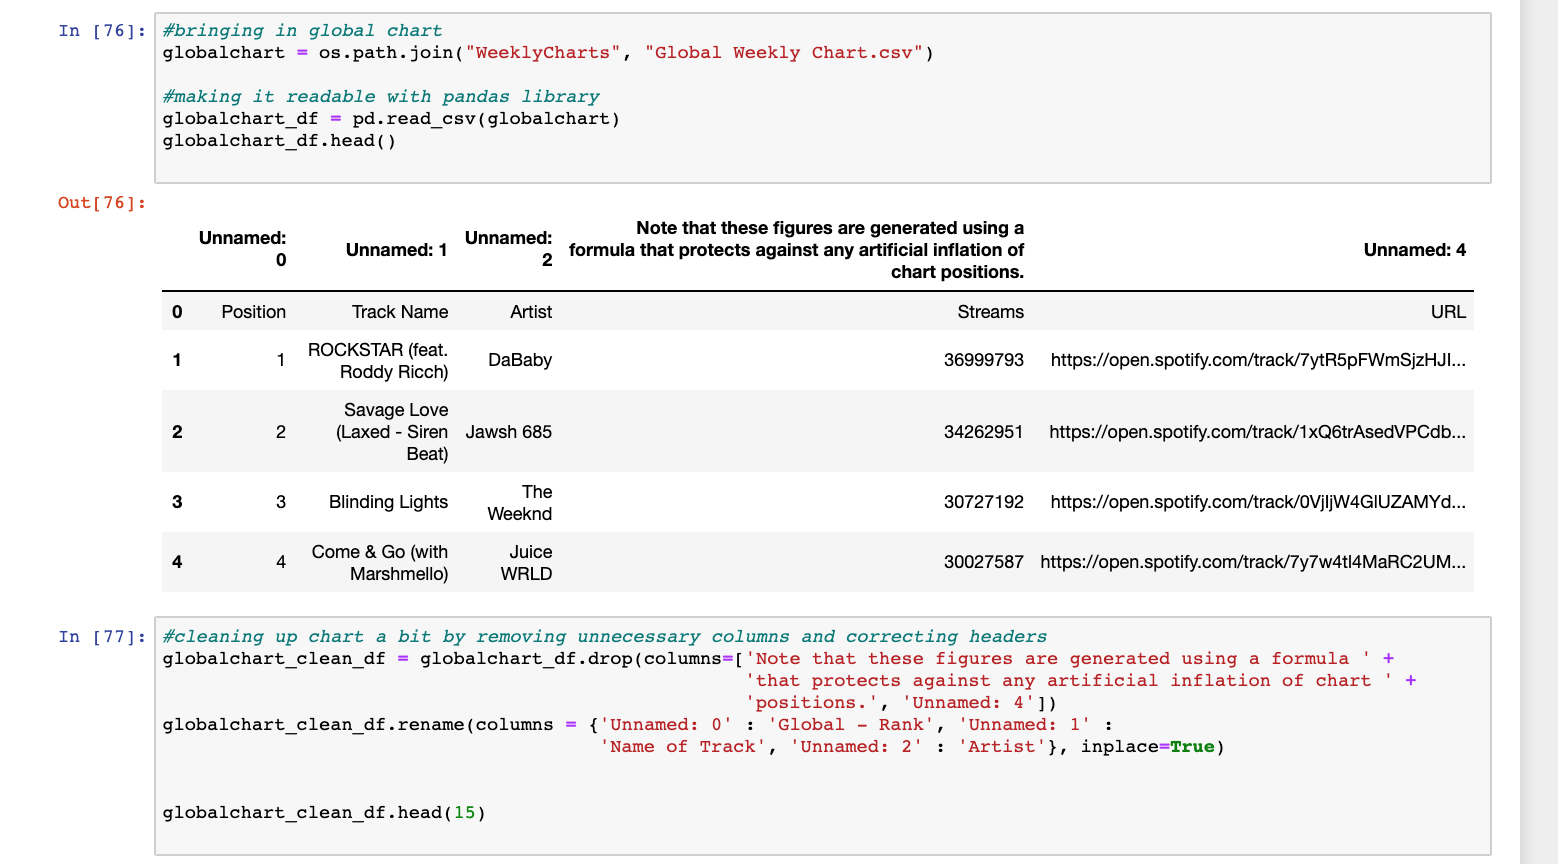 In [76]:
#bringing in global chart
globalchart = os.path.join("WeeklyCharts", "Global Weekly Chart.csv")
#making it readable with pandas library
globalchart_df = pd.read_csv(globalchart)
globalchart_df.head()
Out[76]:
Unnamed: 0 Unnamed: 1 Unnamed: 2 Note that these figures are generated using a formula that protects against any artificial inflation of chart positions. Unnamed: 4
0 Position Track Name Artist Streams URL
1 1 ROCKSTAR (feat. Roddy Ricch) DaBaby 36999793 https://open.spotify.com/track/7ytR5pFWmSjzHJI...
2 2 Savage Love (Laxed - Siren Beat) Jawsh 685 34262951 https://open.spotify.com/track/1xQ6trAsedVPCdb...
3 3 Blinding Lights The Weeknd 30727192 https://open.spotify.com/track/0VjIjW4GlUZAMYd...
4 4 Come & Go (with Marshmello) Juice WRLD 30027587 https://open.spotify.com/track/7y7w4tl4MaRC2UM...
In [77]:
#cleaning up chart a bit by removing unnecessary columns and correcting headers
globalchart_clean_df = globalchart_df.drop(columns=['Note that these figures are generated using a formula ' +
'that protects against any artificial inflation of chart ' +
'positions.', 'Unnamed: 4'])
globalchart_clean_df.rename(columns = {'Unnamed: 0' : 'Global - Rank', 'Unnamed: 1' :
'Name of Track', 'Unnamed: 2' : 'Artist'}, inplace=True)
globalchart_clean_df.head(15)